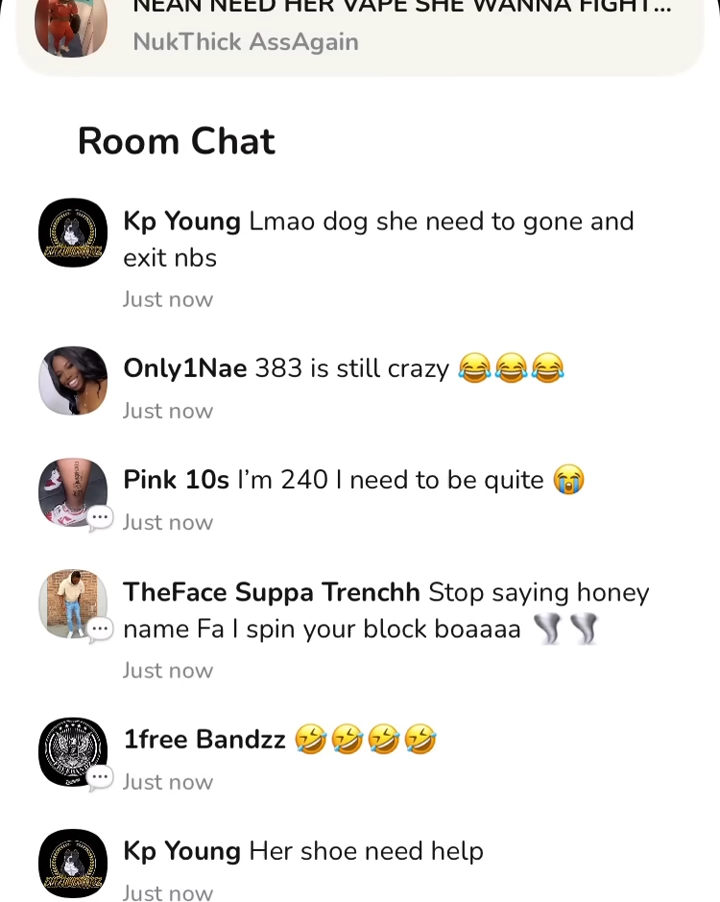 NEAN NEED HER VAPE SHE WANNA FIGHT...
NukThick AssAgain
Room Chat
Kp Young Lmao dog she need to gone and
exit nbs
Just now
Only1Nae 383 is still crazy 😂😂😂
Just now
Pink 10s I’m 240 I need to be quite 😭
Just now
TheFace Suppa Trenchh Stop saying honey
name Fa I spin your block boaaaa 🌪️🌪️
Just now
1free Bandzz 🤣🤣🤣🤣
Just now
Kp Young Her shoe need help
Just now